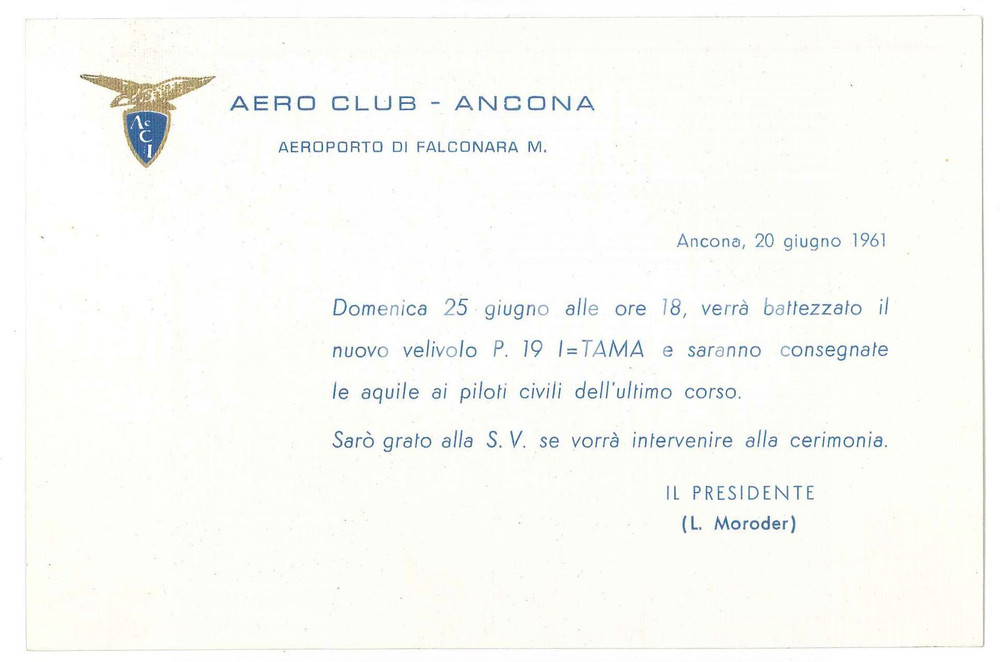 AeCI
AERO CLUB - ANCONA
AEROPORTO DI FALCONARA M.
Ancona, 20 giugno 1961
Domenica 25 giugno alle ore 18, verrà battezzato il
nuovo velivolo P. 19 I=TAMA e saranno consegnate
le aquile ai piloti civili dell'ultimo corso.
Sarò grato alla S. V. se vorrà intervenire alla cerimonia.
IL PRESIDENTE
(L. Moroder)